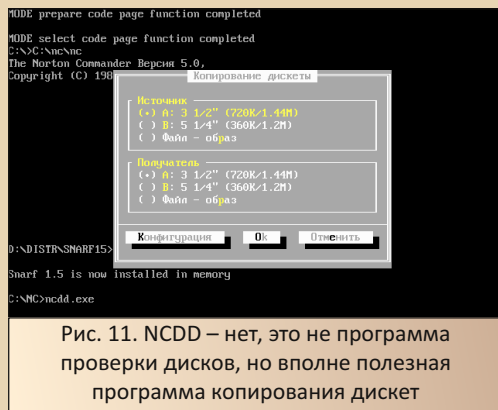 MODE prepare code page function completed
MODE select code page function completed
C:\>C:\nc\nc
The Norton Commander Версия 5.0,
Copyright (C) 198
Копирование дискеты
Источник
(•) A: 3 1/2" (720K/1.44M)
( ) B: 5 1/4" (360K/1.2M)
( ) Файл - образ
Получатель
(•) A: 3 1/2" (720K/1.44M)
( ) B: 5 1/4" (360K/1.2M)
( ) Файл - образ
Конфигурация Ok Отменить
D:\DISTR\SNARF15>
Snarf 1.5 is now installed in memory
C:\NC>ncdd.exe
Рис. 11. NCDD – нет, это не программа
проверки дисков, но вполне полезная
программа копирования дискет